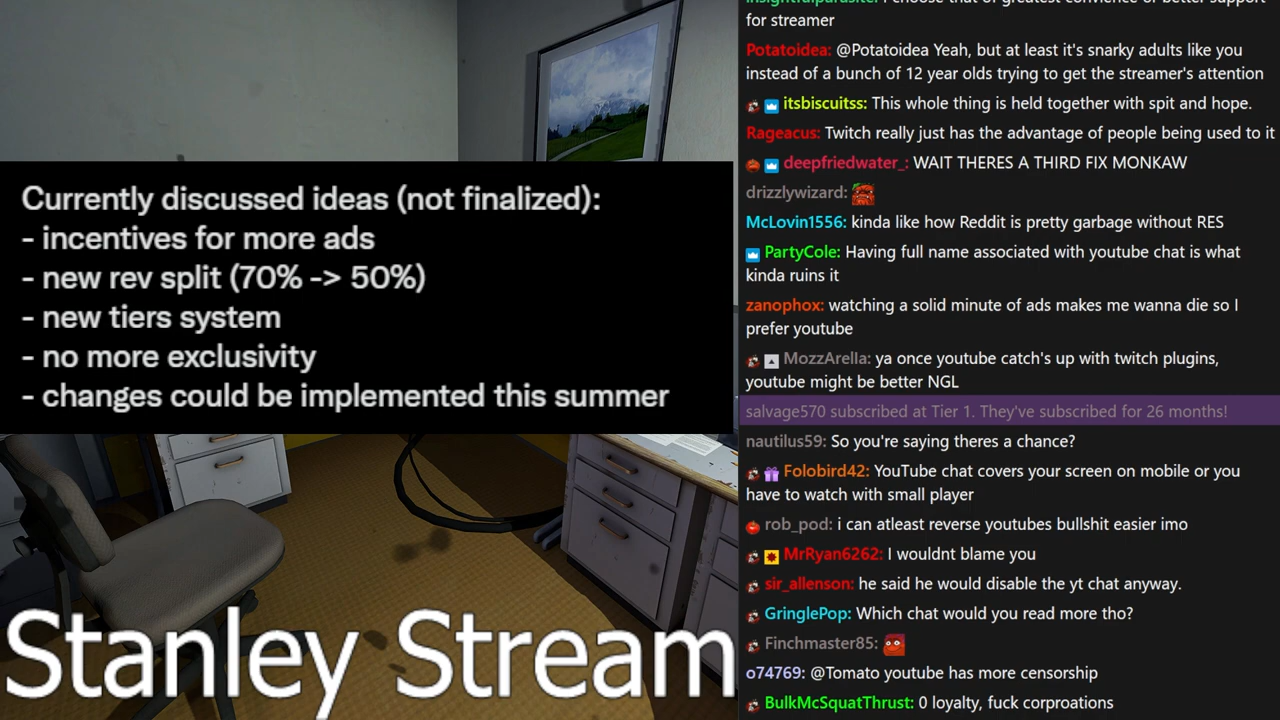 Currently discussed ideas (not finalized):
- incentives for more ads
- new rev split (70% -> 50%)
- new tiers system
- no more exclusivity
- changes could be implemented this summer
Stanley Stream
for streamer
Potatoidea: @Potatoidea Yeah, but at least it's snarky adults like you
instead of a bunch of 12 year olds trying to get the streamer's attention
itsbiscuitss: This whole thing is held together with spit and hope.
Rageacus: Twitch really just has the advantage of people being used to it
deepfriedwater_: WAIT THERES A THIRD FIX MONKAW
drizzlywizard:
McLovin1556: kinda like how Reddit is pretty garbage without RES
PartyCole: Having full name associated with youtube chat is what
kinda ruins it
zanophox: watching a solid minute of ads makes me wanna die so I
prefer youtube
MozzArella: ya once youtube catch's up with twitch plugins,
youtube might be better NGL
salvage570 subscribed at Tier 1. They've subscribed for 26 months!
nautilus59: So you're saying theres a chance?
Folobird42: YouTube chat covers your screen on mobile or you
have to watch with small player
rob_pod: i can atleast reverse youtubes bullshit easier imo
MrRyan6262: I wouldnt blame you
sir_allenson: he said he would disable the yt chat anyway.
GringlePop: Which chat would you read more tho?
Finchmaster85:
o74769: @Tomato youtube has more censorship
BulkMcSquatThrust: 0 loyalty, fuck corproations